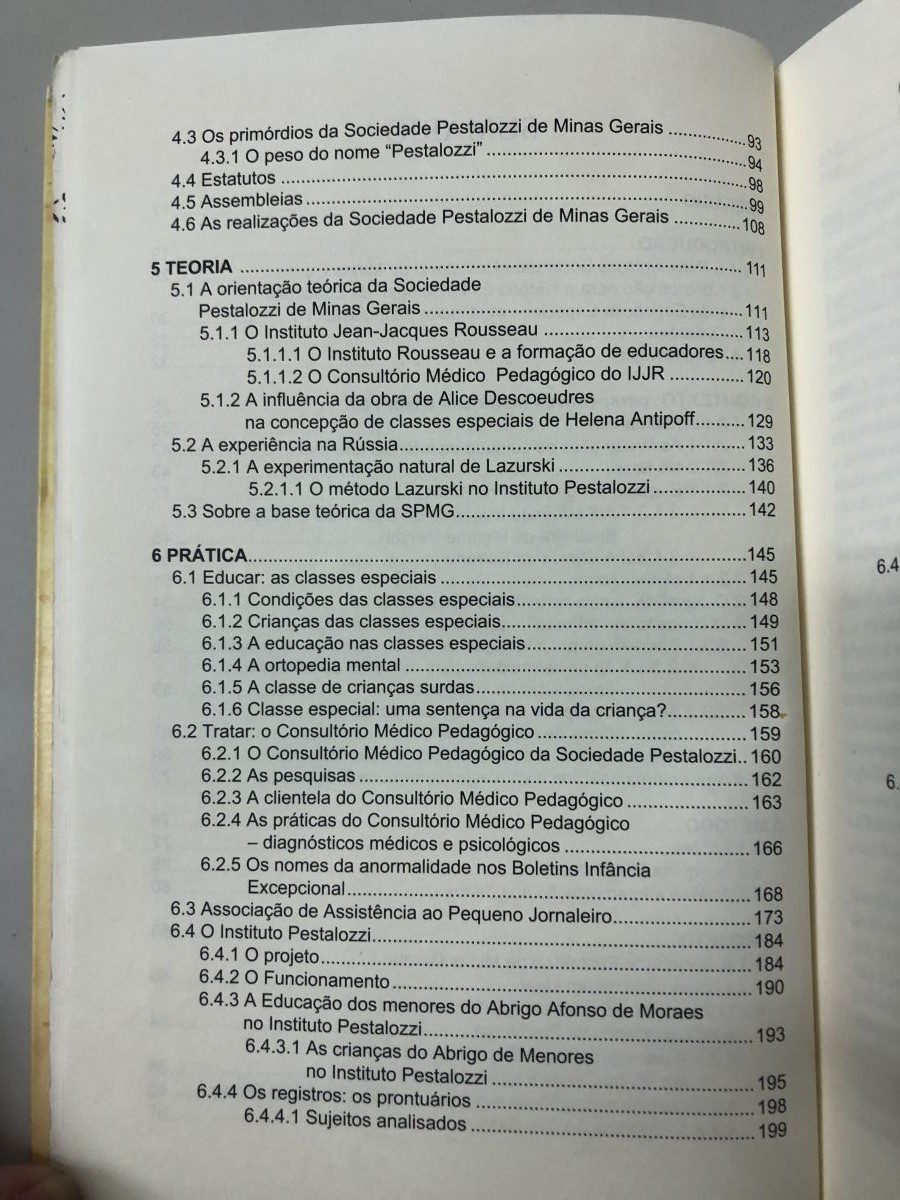 4.3 Os primórdios da Sociedade Pestalozzi de Minas Gerais ..............93
4.3.1 O peso do nome “Pestalozzi”.................................................94
4.4 Estatutos ......................................................................................98
4.5 Assembleias..................................................................................99
4.6 As realizações da Sociedade Pestalozzi de Minas Gerais ............108
5 TEORIA .............................................................................................. 111
5.1 A orientação teórica da Sociedade
Pestalozzi de Minas Gerais...........................................................111
5.1.1 O Instituto Jean-Jacques Rousseau ......................................113
5.1.1.1 O Instituto Rousseau e a formação de educadores....118
5.1.1.2 O Consultório Médico Pedagógico do IJJR ...............120
5.1.2 A influência da obra de Alice Descoeudres
na concepção de classes especiais de Helena Antipoff.........129
5.2 A experiência na Rússia................................................................133
5.2.1 A experimentação natural de Lazurski ...................................136
5.2.1.1 O método Lazurski no Instituto Pestalozzi..................140
5.3 Sobre a base teórica da SPMG.....................................................142
6 PRÁTICA.............................................................................................145
6.1 Educar: as classes especiais ........................................................145
6.1.1 Condições das classes especiais...........................................148
6.1.2 Crianças das classes especiais..............................................149
6.1.3 A educação nas classes especiais.........................................151
6.1.4 A ortopedia mental .................................................................153
6.1.5 A classe de crianças surdas...................................................156
6.1.6 Classe especial: uma sentença na vida da criança?...............158
6.2 Tratar: o Consultório Médico Pedagógico......................................159
6.2.1 O Consultório Médico Pedagógico da Sociedade Pestalozzi..160
6.2.2 As pesquisas .........................................................................162
6.2.3 A clientela do Consultório Médico Pedagógico ......................163
6.2.4 As práticas do Consultório Médico Pedagógico
– diagnósticos médicos e psicológicos ..................................166
6.2.5 Os nomes da anormalidade nos Boletins Infância
Excepcional...........................................................................168
6.3 Associação de Assistência ao Pequeno Jornaleiro........................173
6.4 O Instituto Pestalozzi.....................................................................184
6.4.1 O projeto................................................................................184
6.4.2 O Funcionamento...................................................................190
6.4.3 A Educação dos menores do Abrigo Afonso de Moraes
no Instituto Pestalozzi............................................................193
6.4.3.1 As crianças do Abrigo de Menores
no Instituto Pestalozzi ..............................................195
6.4.4 Os registros: os prontuários ...................................................198
6.4.4.1 Sujeitos analisados ...................................................199
6.4
6.